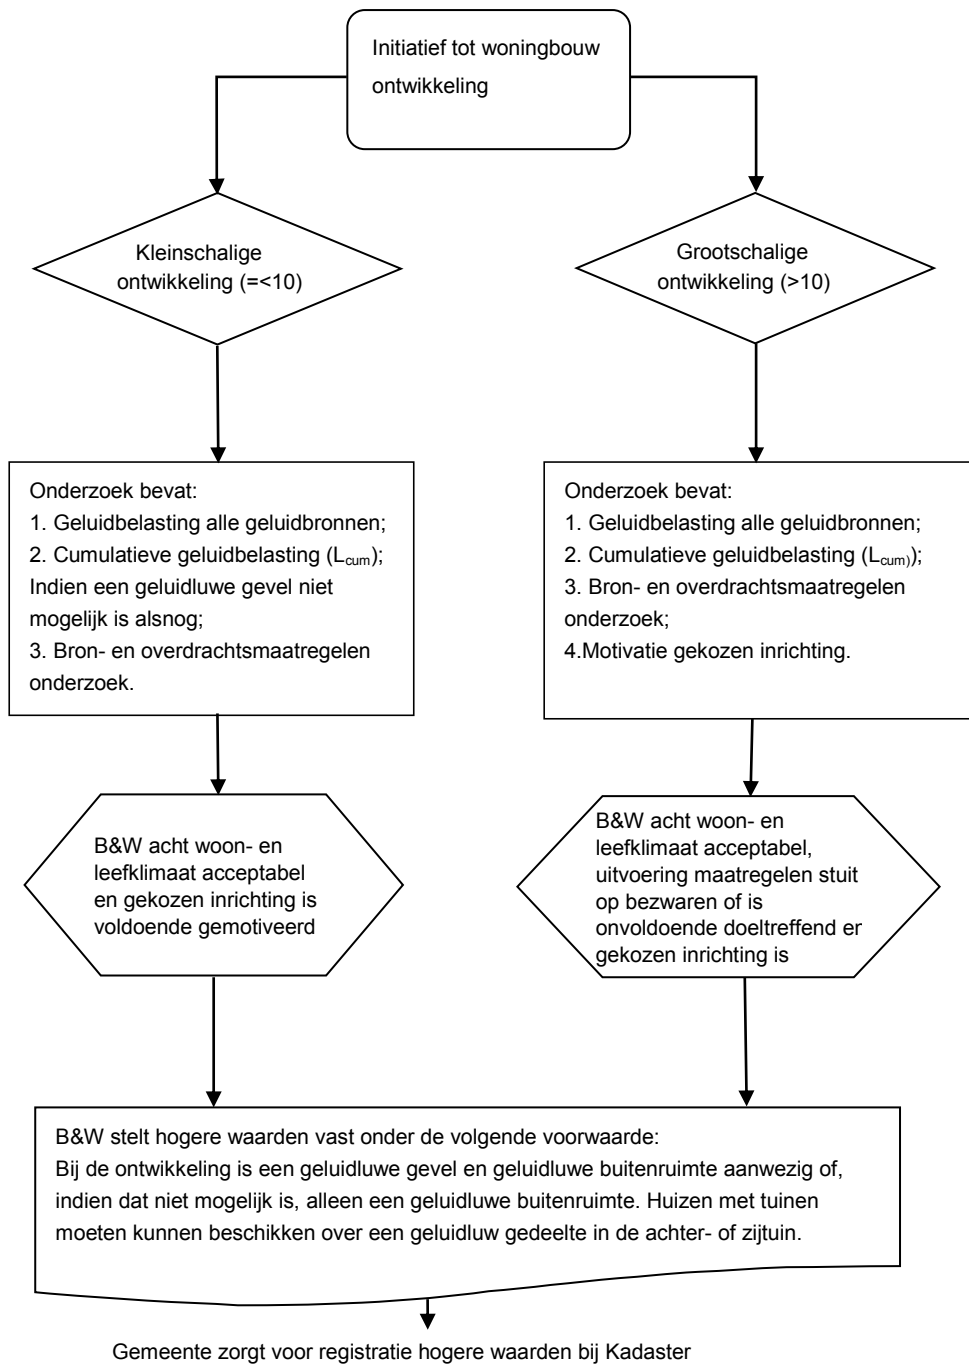 Initiatief tot woningbouw
ontwikkeling
Kleinschalige
ontwikkeling (=<10)
Grootschalige
ontwikkeling (>10)
Onderzoek bevat:
1. Geluidbelasting alle geluidbronnen;
2. Cumulatieve geluidbelasting (Lcum);
Indien een geluidluwe gevel niet
mogelijk is alsnog;
3. Bron- en overdrachtsmaatregelen
onderzoek.
Onderzoek bevat:
1. Geluidbelasting alle geluidbronnen;
2. Cumulatieve geluidbelasting (Lcum));
3. Bron- en overdrachtsmaatregelen
onderzoek;
4.Motivatie gekozen inrichting.
B&W acht woon- en
leefklimaat acceptabel
en gekozen inrichting is
voldoende gemotiveerd
B&W acht woon- en
leefklimaat acceptabel,
uitvoering maatregelen stuit
op bezwaren of is
onvoldoende doeltreffend er
gekozen inrichting is
B&W stelt hogere waarden vast onder de volgende voorwaarde:
Bij de ontwikkeling is een geluidluwe gevel en geluidluwe buitenruimte aanwezig of,
indien dat niet mogelijk is, alleen een geluidluwe buitenruimte. Huizen met tuinen
moeten kunnen beschikken over een geluidluw gedeelte in de achter- of zijtuin.
Gemeente zorgt voor registratie hogere waarden bij Kadaster